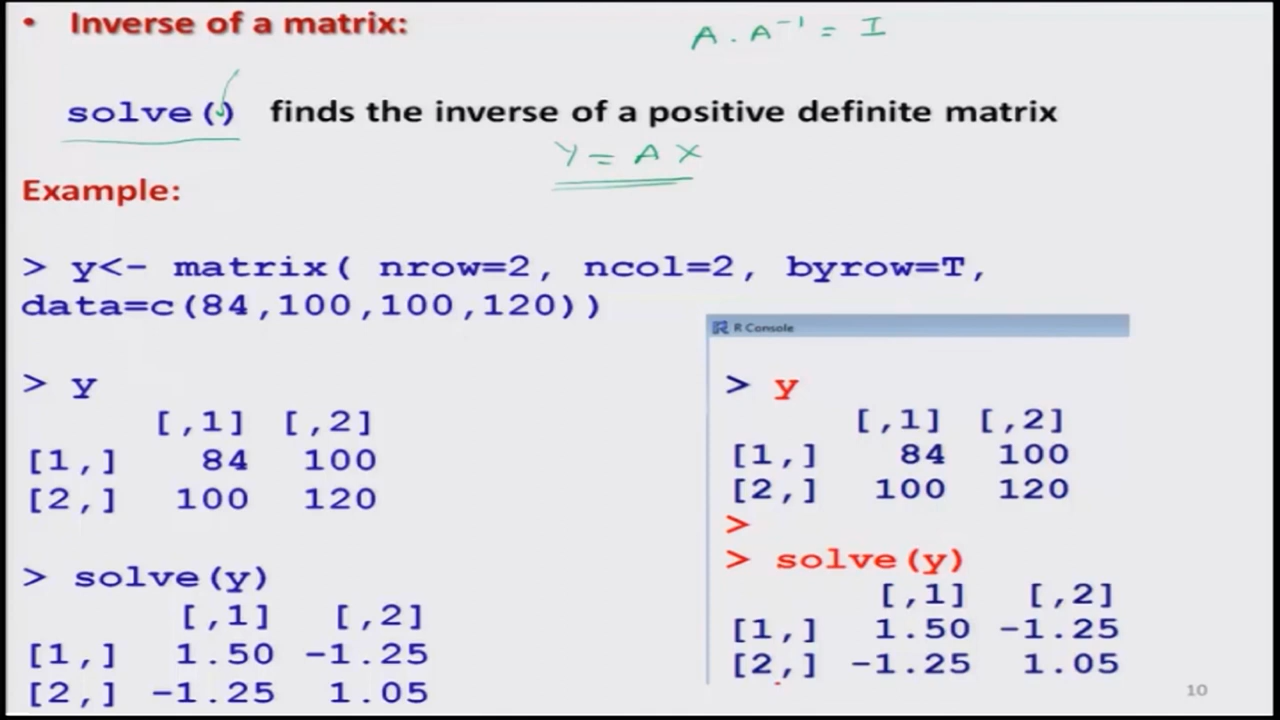 • Inverse of a matrix:
A . A⁻¹ = I
solve() finds the inverse of a positive definite matrix
Y = A X
Example:
> y<- matrix( nrow=2, ncol=2, byrow=T,
data=c(84,100,100,120))
> y
[,1] [,2]
[1,] 84 100
[2,] 100 120
> solve(y)
[,1] [,2]
[1,] 1.50 -1.25
[2,] -1.25 1.05
R Console
> y
[,1] [,2]
[1,] 84 100
[2,] 100 120
>
> solve(y)
[,1] [,2]
[1,] 1.50 -1.25
[2,] -1.25 1.05
10